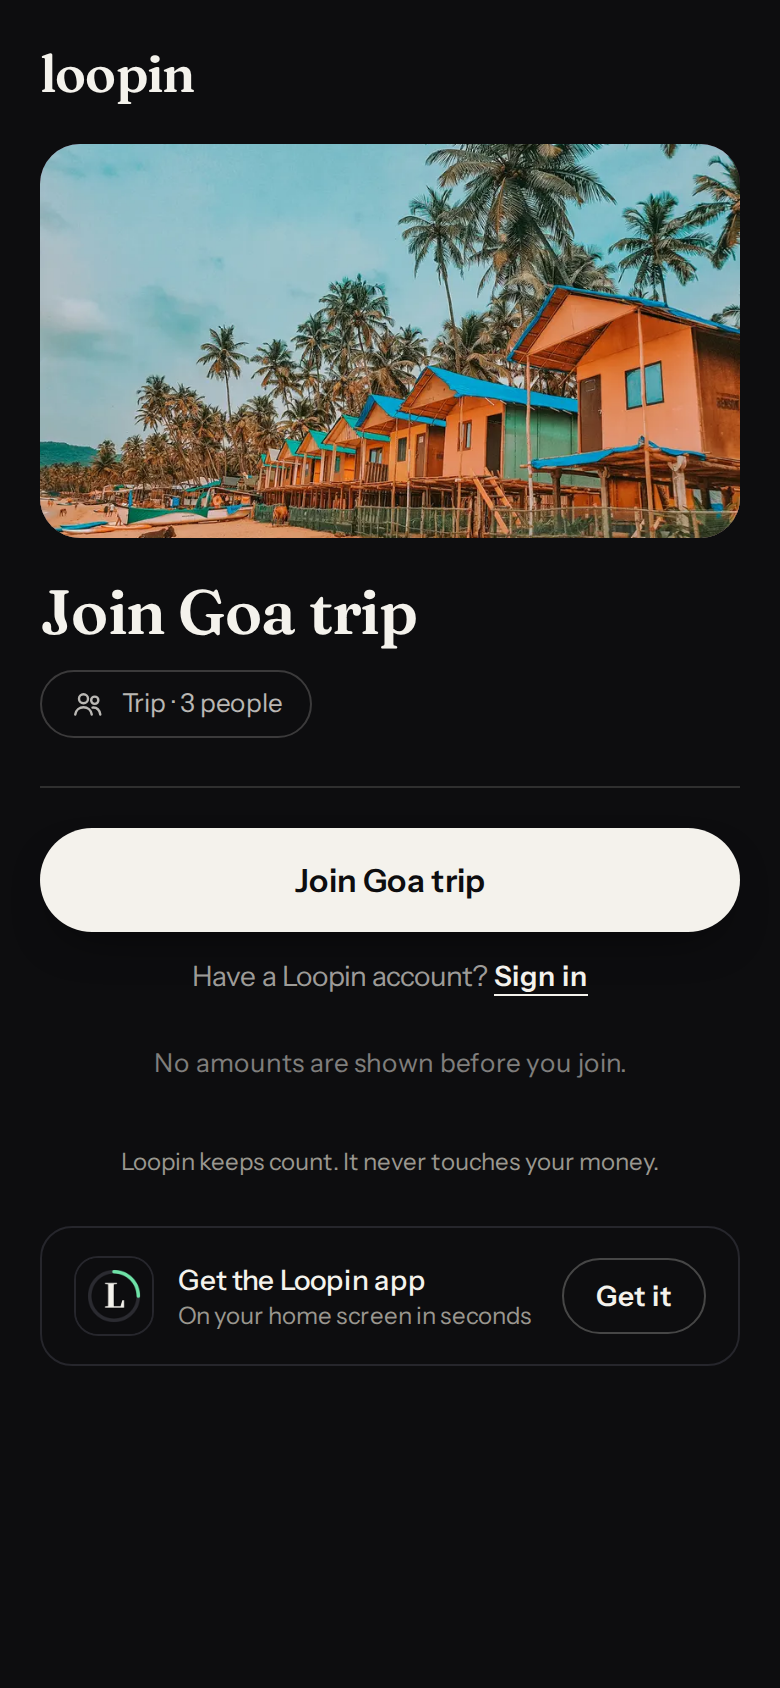 loopin
Join Goa trip
Trip · 3 people
Join Goa trip
Have a Loopin account? Sign in
No amounts are shown before you join.
Loopin keeps count. It never touches your money.
L
Get the Loopin app
On your home screen in seconds
Get it